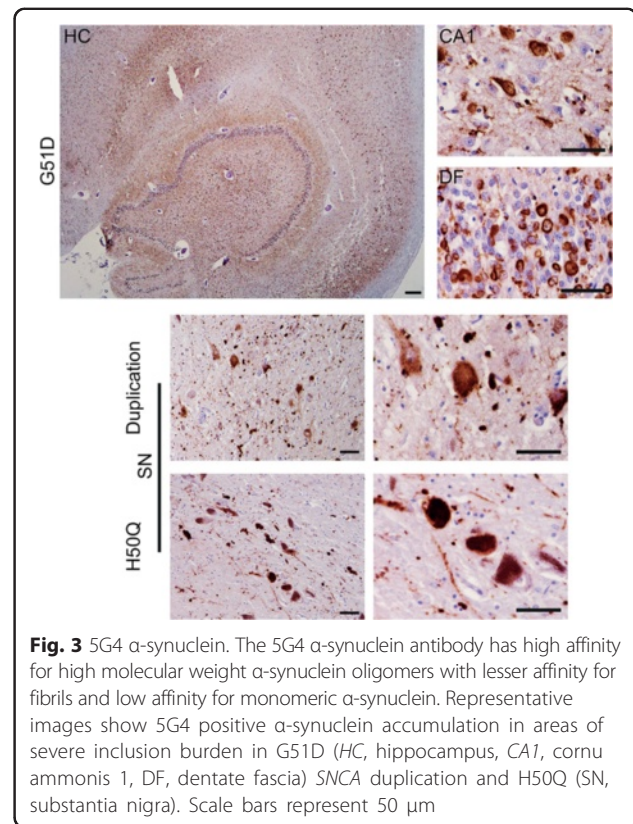 HC
CA1
G51D
DF
Duplication
SN
H50Q
Fig. 3 5G4 α-synuclein. The 5G4 α-synuclein antibody has high affinity
for high molecular weight α-synuclein oligomers with lesser affinity for
fibrils and low affinity for monomeric α-synuclein. Representative
images show 5G4 positive α-synuclein accumulation in areas of
severe inclusion burden in G51D (HC, hippocampus, CA1, cornu
ammonis 1, DF, dentate fascia) SNCA duplication and H50Q (SN,
substantia nigra). Scale bars represent 50 μm